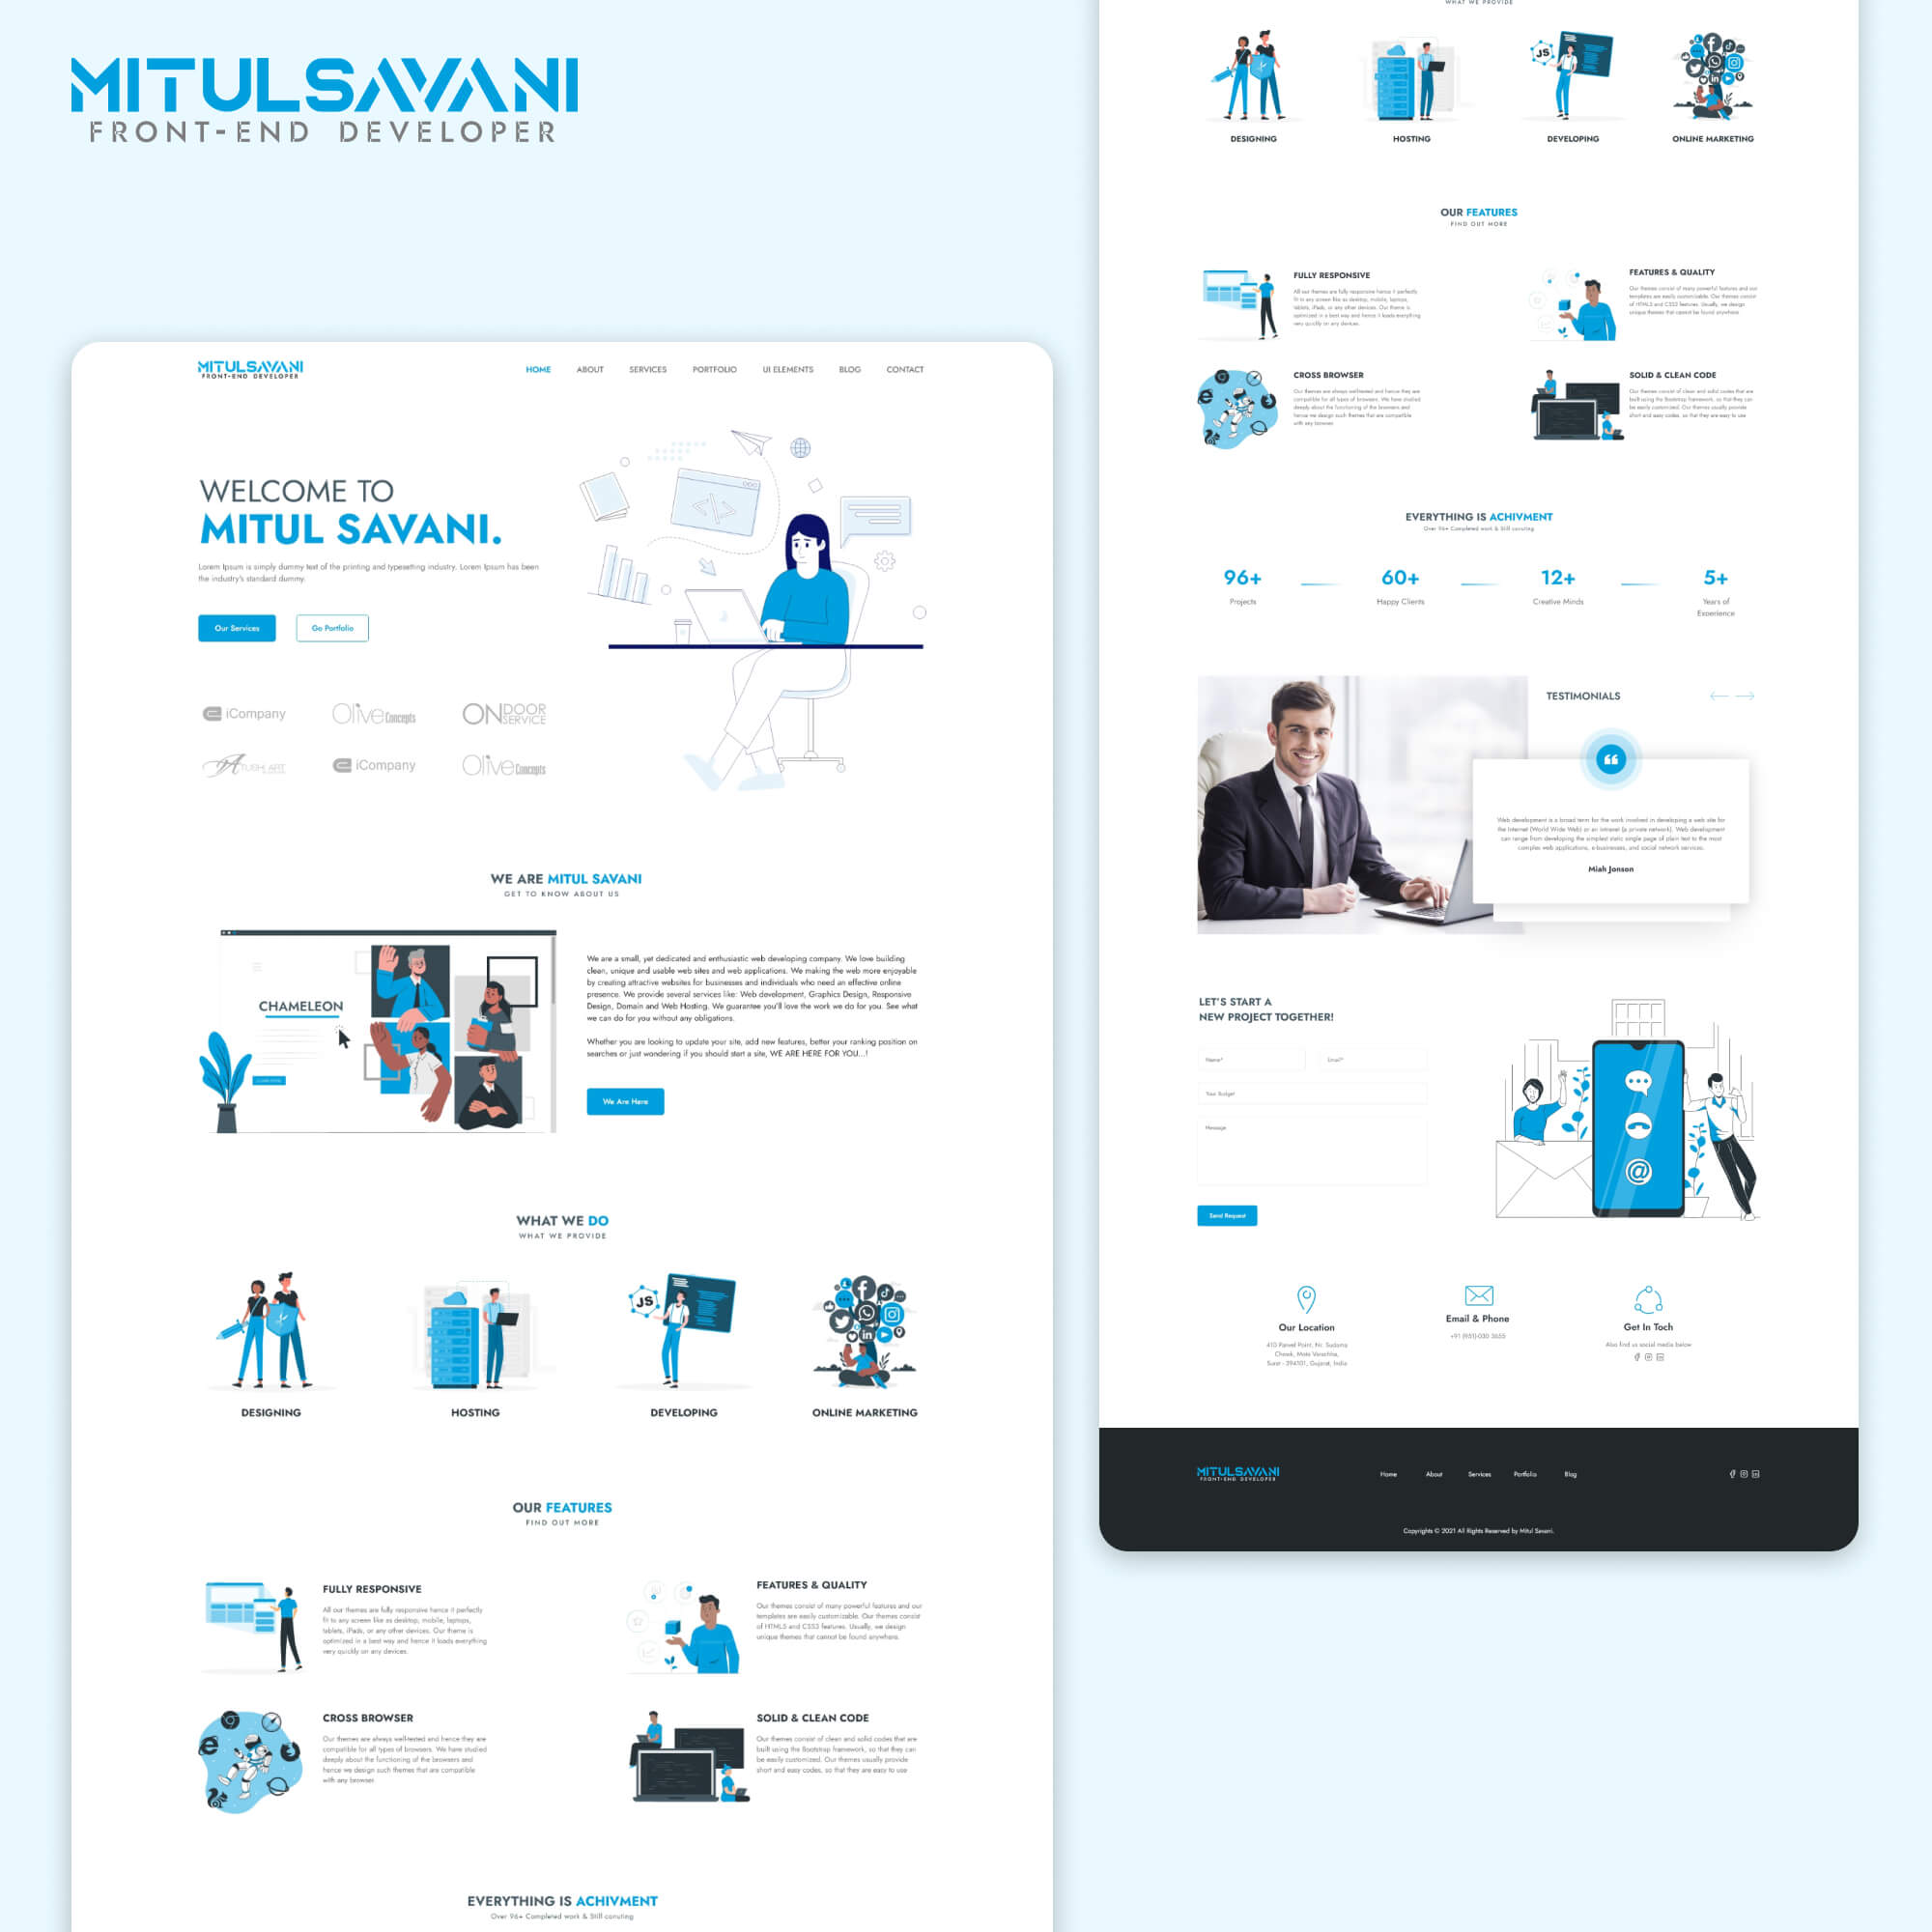 MITULSAVANI
FRONT-END DEVELOPER
MITULSAVANI
FRONT-END DEVELOPER
HOME ABOUT SERVICES PORTFOLIO UI ELEMENTS BLOG CONTACT
WELCOME TO
MITUL SAVANI.
Lorem Ipsum is simply dummy text of the printing and typesetting industry. Lorem Ipsum has been
the industry's standard dummy.
Our Services Go Portfolio
iCompany Olive Concepts ON DOOR SERVICE
iCompany Olive Concepts
WE ARE MITUL SAVANI
GET TO KNOW ABOUT US
CHAMELEON
We are a small, yet dedicated and enthusiastic web developing company. We love building
clean, unique and usable web sites and web applications. We making the web more enjoyable
by creating attractive websites for businesses and individuals who need an effective online
presence. We provide several services like: Web development, Graphics Design, Responsive
Design, Domain and Web Hosting. We guarantee you'll love the work we do for you. See what
we can do for you without any obligations.
Whether you are looking to update your site, add new features, better your ranking position on
searches or just wondering if you should start a site, WE ARE HERE FOR YOU...!
We Are Here
WHAT WE DO
WHAT WE PROVIDE
JS
DESIGNING HOSTING DEVELOPING ONLINE MARKETING
OUR FEATURES
FIND OUT MORE
FULLY RESPONSIVE
All our themes are fully responsive hence it perfectly
fit to any screen like as desktop, mobile, laptops,
tablets, iPads, or any other devices. Our theme is
optimized in a best way and hence it loads everything
very quickly on any devices.
FEATURES & QUALITY
Our themes consist of many powerful features and our
templates are easily customizable. Our themes consist
of HTML5 and CSS3 features. Usually, we design
unique themes that cannot be found anywhere.
CROSS BROWSER
Our themes are always well-tested and hence they are
compatible for all types of browsers. We have studied
deeply about the functioning of the browsers and
hence we design such themes that are compatible
with any browser.
SOLID & CLEAN CODE
Our themes consist of clean and solid codes that are
built using the Bootstrap framework, so that they can
be easily customized. Our themes usually provide
short and easy codes, so that they are easy to use
EVERYTHING IS ACHIVMENT
Over 96+ Completed work & Still conuting
WHAT WE PROVIDE
JS
DESIGNING HOSTING DEVELOPING ONLINE MARKETING
OUR FEATURES
FIND OUT MORE
FULLY RESPONSIVE
All our themes are fully responsive hence it perfectly
fit to any screen like as desktop, mobile, laptops,
tablets, iPads, or any other devices. Our theme is
optimized in a best way and hence it loads everything
very quickly on any devices.
FEATURES & QUALITY
Our themes consist of many powerful features and our
templates are easily customizable. Our themes consist
of HTML5 and CSS3 features. Usually, we design
unique themes that cannot be found anywhere.
CROSS BROWSER
Our themes are always well-tested and hence they are
compatible for all types of browsers. We have studied
deeply about the functioning of the browsers and
hence we design such themes that are compatible
with any browser.
SOLID & CLEAN CODE
Our themes consist of clean and solid codes that are
built using the Bootstrap framework, so that they can
be easily customized. Our themes usually provide
short and easy codes, so that they are easy to use
EVERYTHING IS ACHIVMENT
Over 96+ Completed work & Still conuting
96+ 60+ 12+ 5+
Projects Happy Clients Creative Minds Years of
Experience
TESTIMONIALS
Web development is a broad term for the work involved in developing a web site for
the Internet (World Wide Web) or an intranet (a private network). Web development
can range from developing the simplest static single page of plain text to the most
complex web applications, e-businesses, and social network services.
Miah Jonson
LET'S START A
NEW PROJECT TOGETHER!
Name* Email*
Your Budget
Message
Send Request
Our Location
Surat - 394101, Gujarat, India
Email & Phone
Get In Toch
Alos find us social media below
MITULSAVANI
FRONT-END DEVELOPER
Home About Services Portfolio Blog
Copyrights © 2021 All Rights Reserved by Mitul Savani.